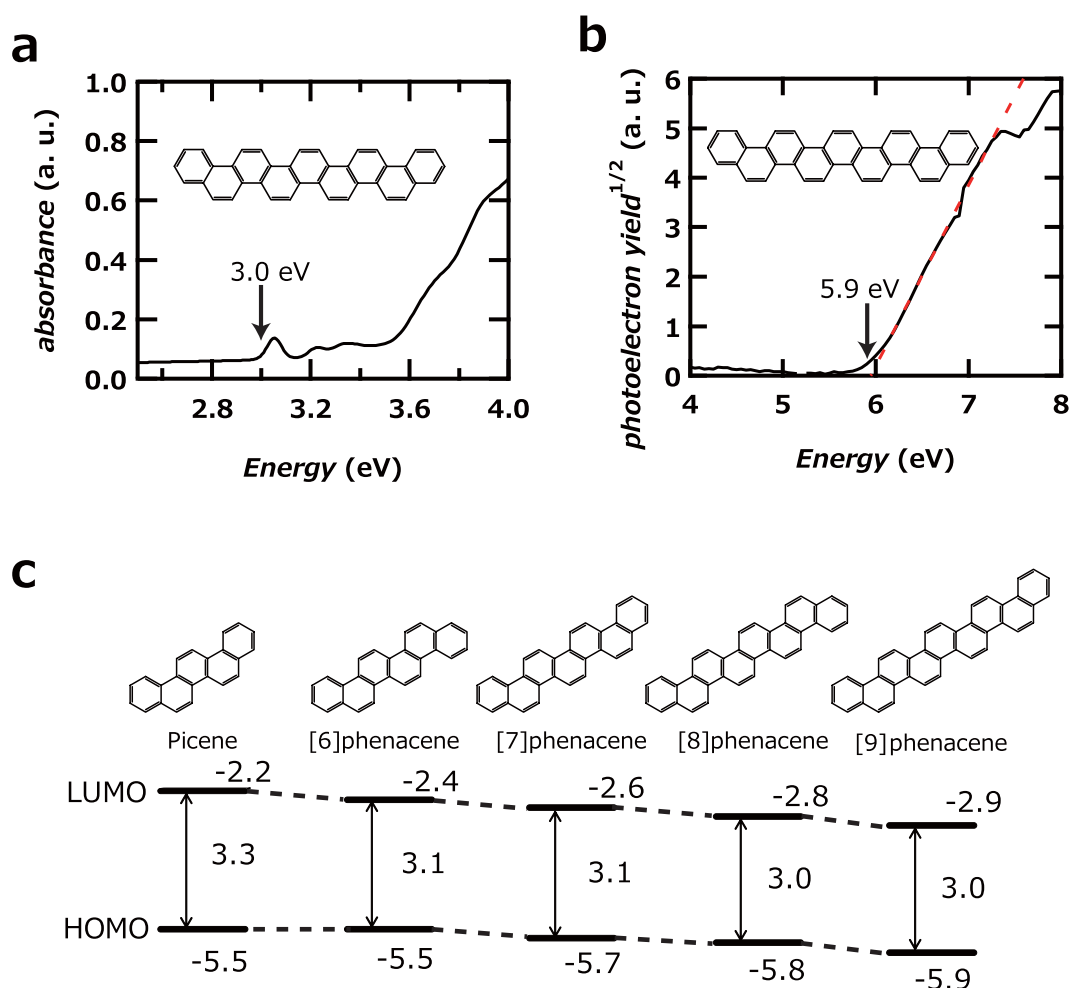 a
absorbance (a. u.)
1.0
0.8
0.6
0.4
0.2
0.0
3.0 eV
2.8 3.2 3.6 4.0
Energy (eV)
b
photoelectron yield^1/2 (a. u.)
6
5
4
3
2
1
0
5.9 eV
4 5 6 7 8
Energy (eV)
c
Picene [6]phenacene [7]phenacene [8]phenacene [9]phenacene
LUMO -2.2 -2.4 -2.6 -2.8 -2.9
3.3 3.1 3.1 3.0 3.0
HOMO -5.5 -5.5 -5.7 -5.8 -5.9